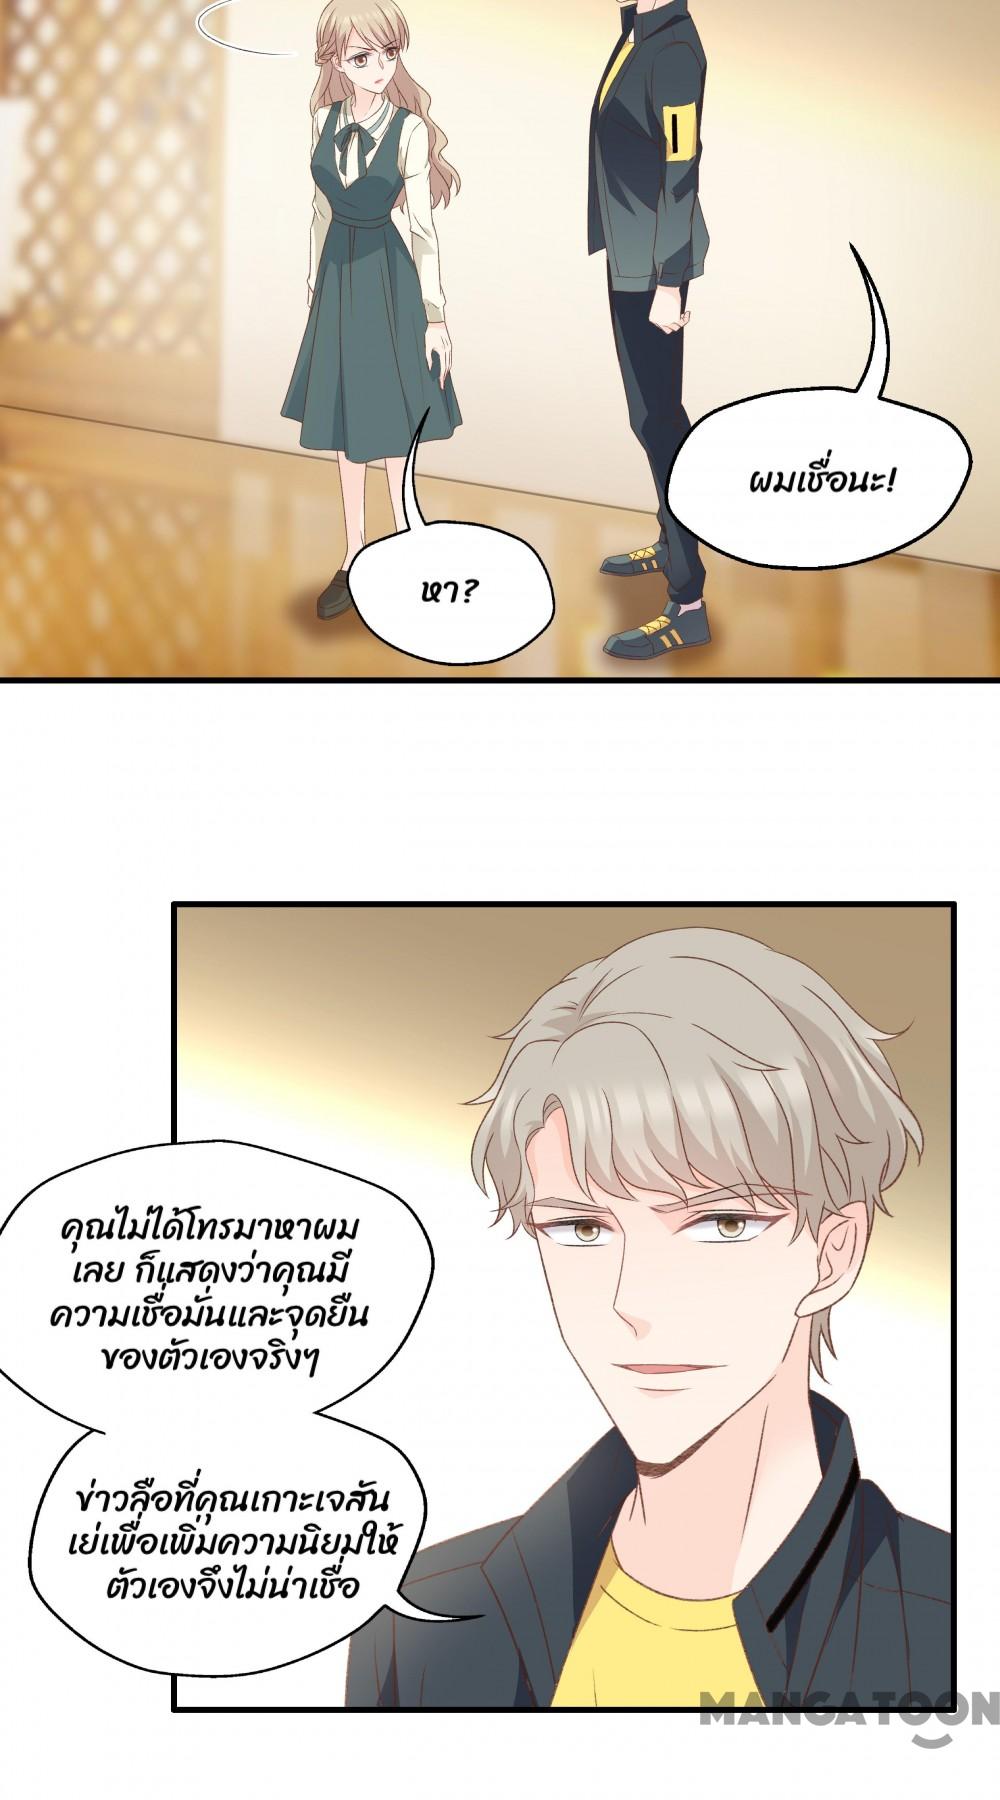 ผมเชื่อนะ!
หา?
คุณไม่ได้โทรมาหาผม
เลย ก็แสดงว่าคุณมี
ความเชื่อมั่นและจุดยืน
ของตัวเองจริงๆ
ข่าวลือที่คุณเกาะเจสัน
เย่เพื่อเพิ่มความนิยมให้
ตัวเองจึงไม่น่าเชื่อ
MANGATOON